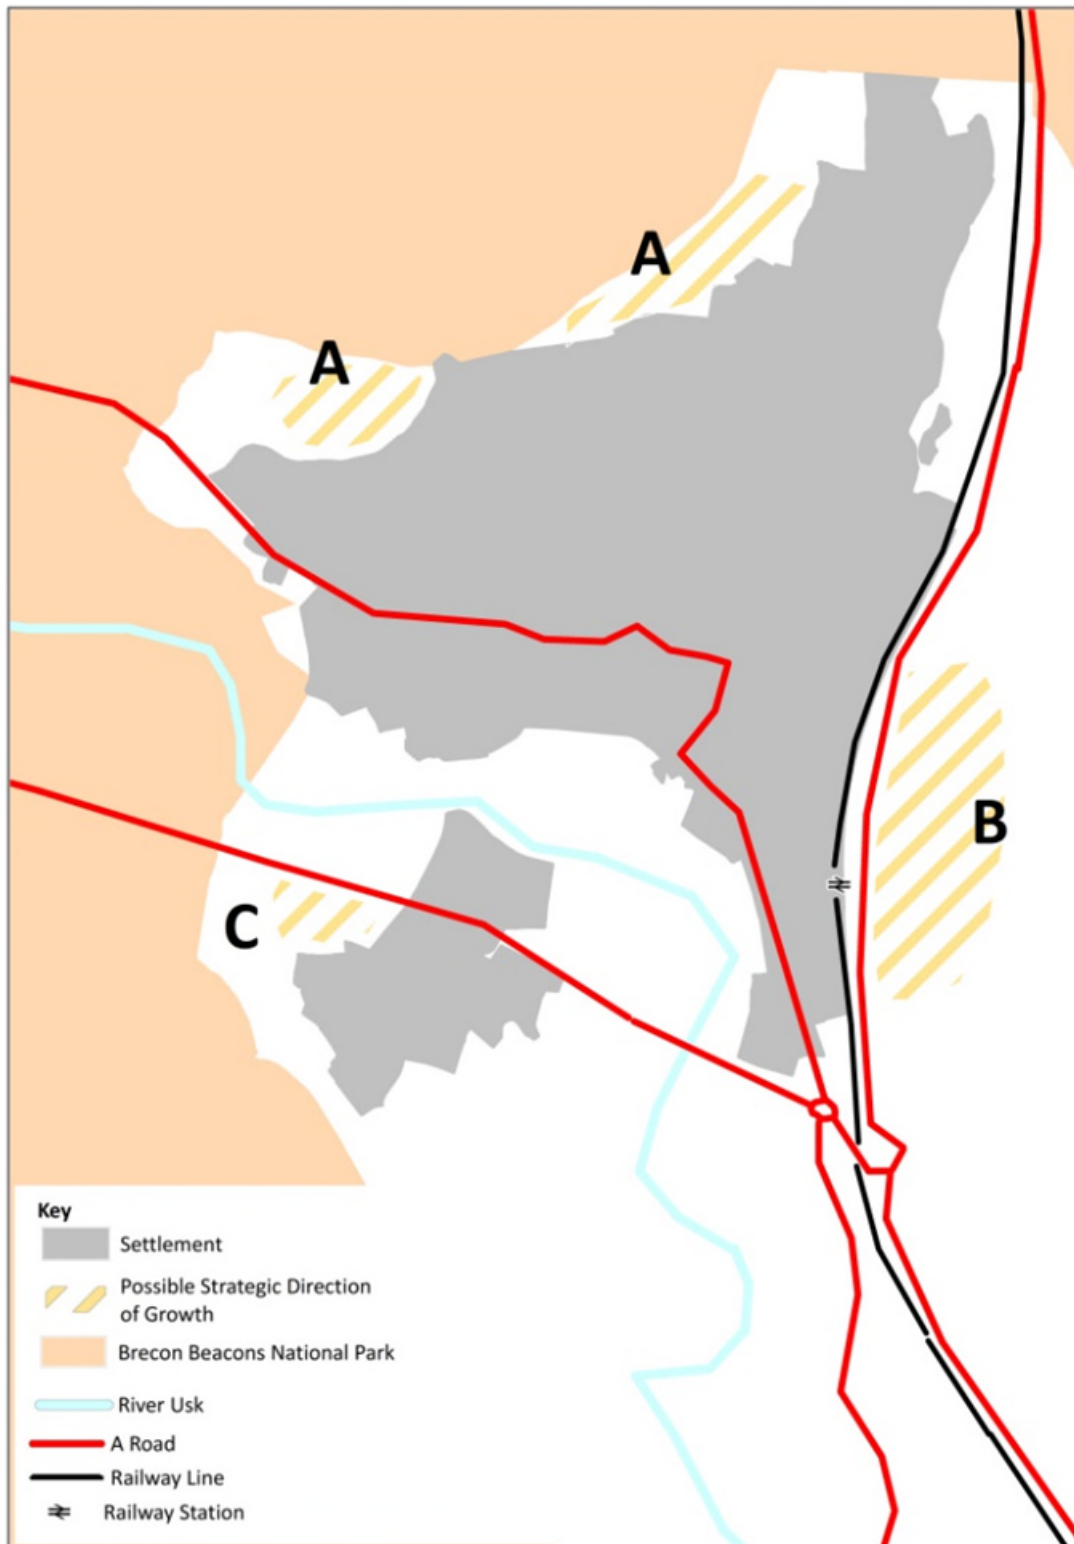 A
A
B
C
Key
Settlement
Possible Strategic Direction
of Growth
Brecon Beacons National Park
River Usk
A Road
Railway Line
Railway Station